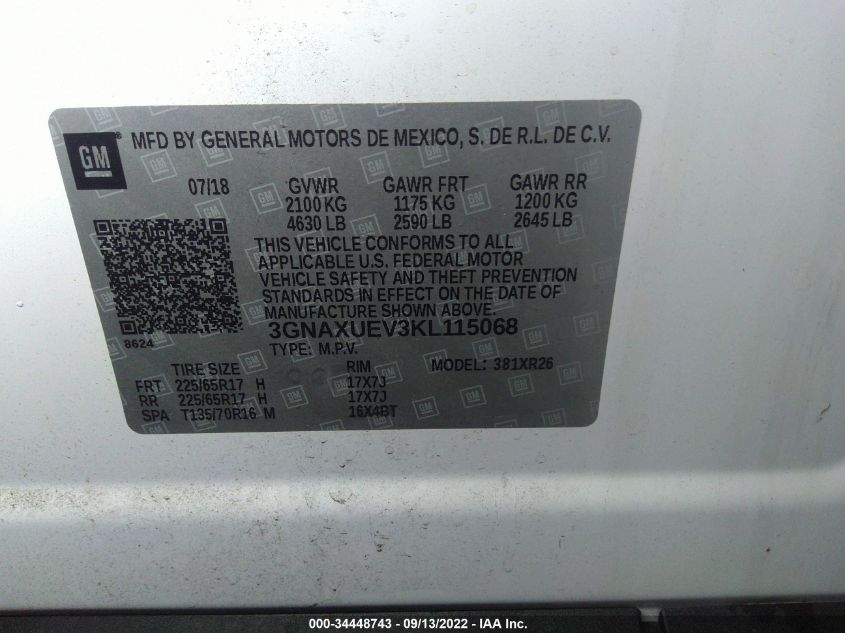 GM ® MFD BY GENERAL MOTORS DE MEXICO, S. DE R.L. DE C.V.
07/18 GVWR GAWR FRT GAWR RR
2100 KG 1175 KG 1200 KG
4630 LB 2590 LB 2645 LB
THIS VEHICLE CONFORMS TO ALL
APPLICABLE U.S. FEDERAL MOTOR
VEHICLE SAFETY AND THEFT PREVENTION
STANDARDS IN EFFECT ON THE DATE OF
MANUFACTURE SHOWN ABOVE.
8624 3GNAXUEV3KL115068
TYPE: M.P.V. MODEL: 381XR26
TIRE SIZE RIM
FRT 225/65R17 H 17X7J
RR 225/65R17 H 17X7J
SPA T135/70R16 M 16X4BT
000-34448743 / 09/13/2022 - IAA Inc.